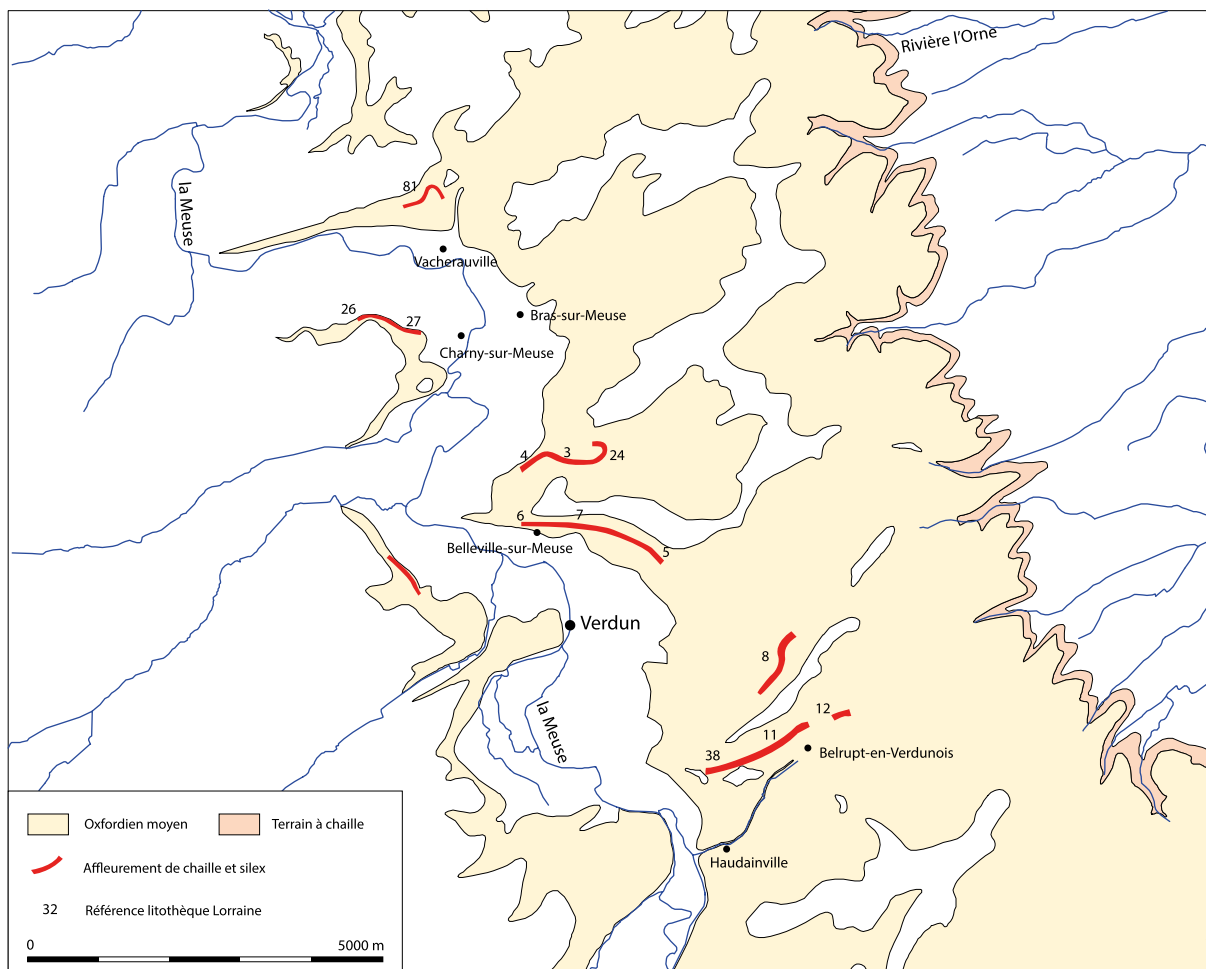 Rivière l'Orne
81
la Meuse
Vacherauville
26
27
Bras-sur-Meuse
Charny-sur-Meuse
4
3
24
6
7
5
Belleville-sur-Meuse
Verdun
8
la Meuse
12
11
38
Belrupt-en-Verdunois
Haudainville
Oxfordien moyen
Terrain à chaille
Affleurement de chaille et silex
32
Référence litothèque Lorraine
0
5000 m